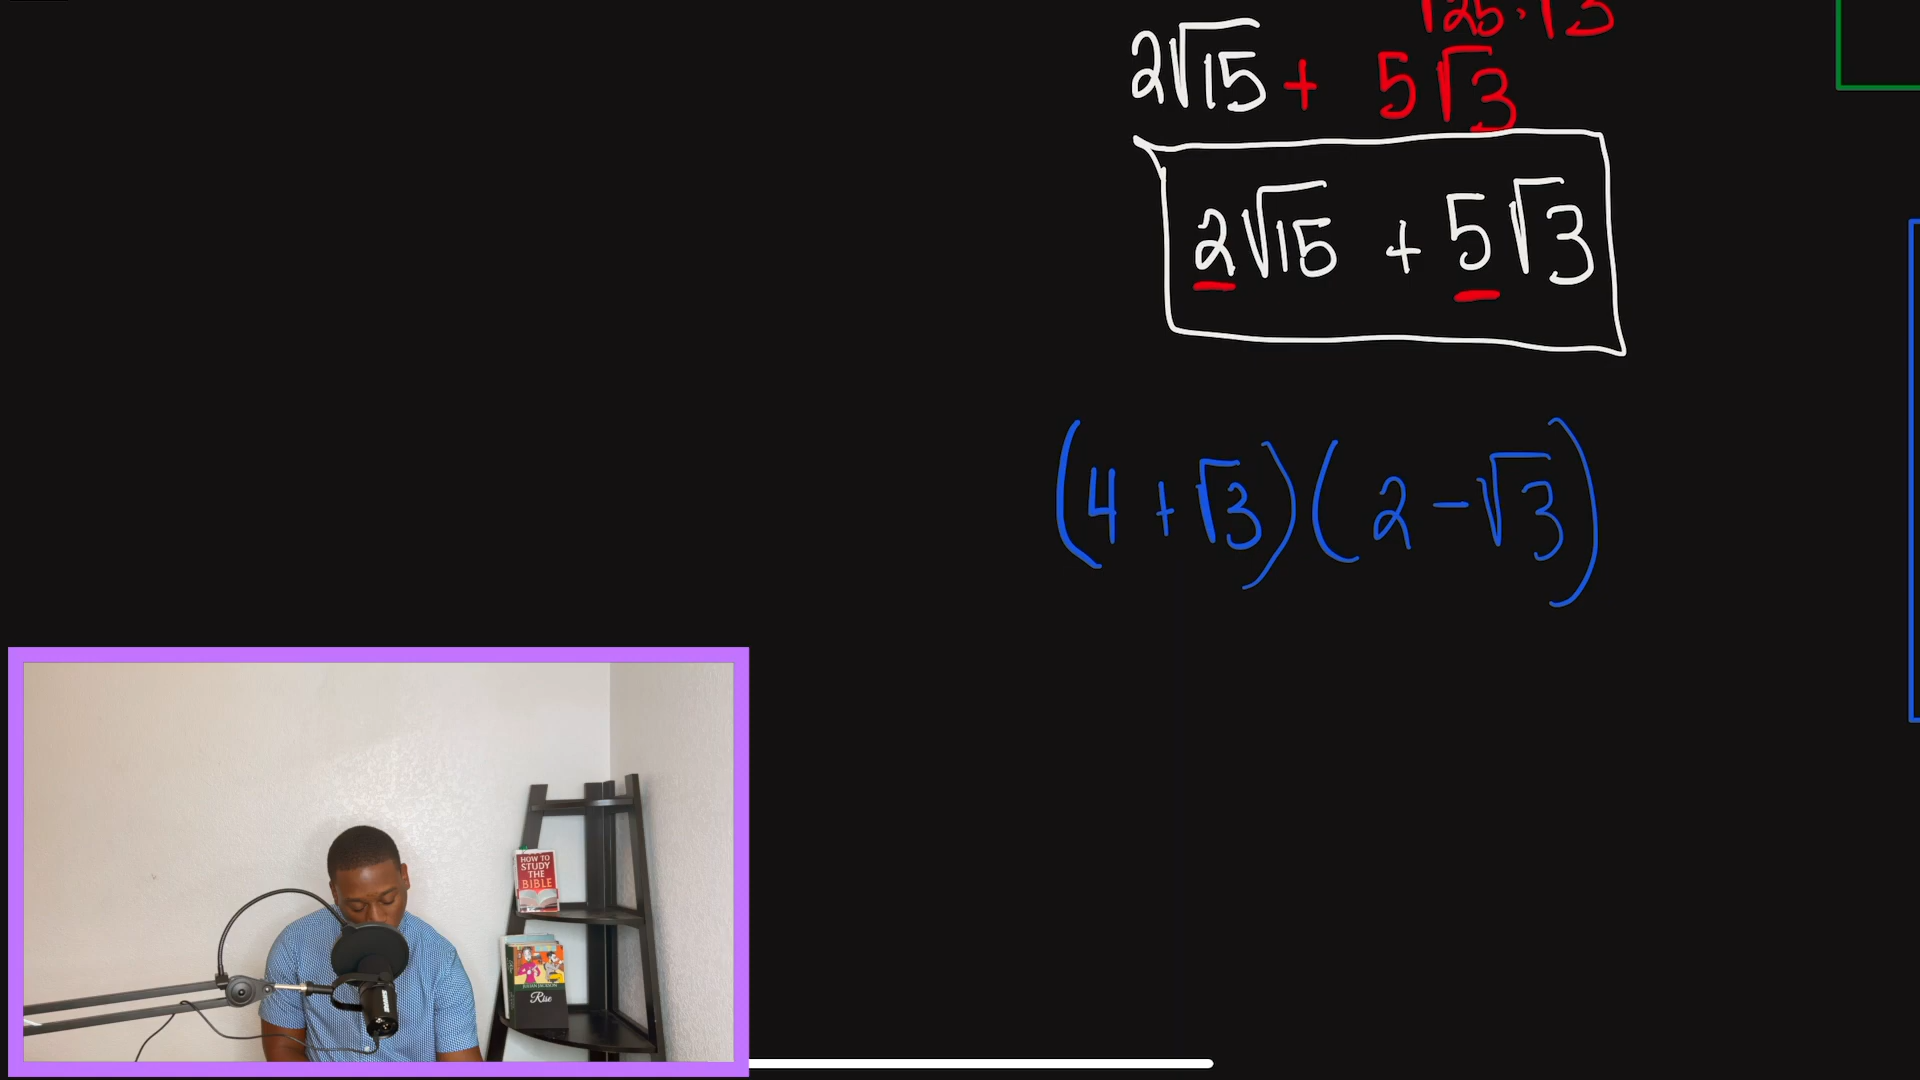 √25·√3
2√15 + 5√3
2√15 + 5√3
(4 + √3)(2 - √3)
HOW TO
STUDY
THE
BIBLE
Rise